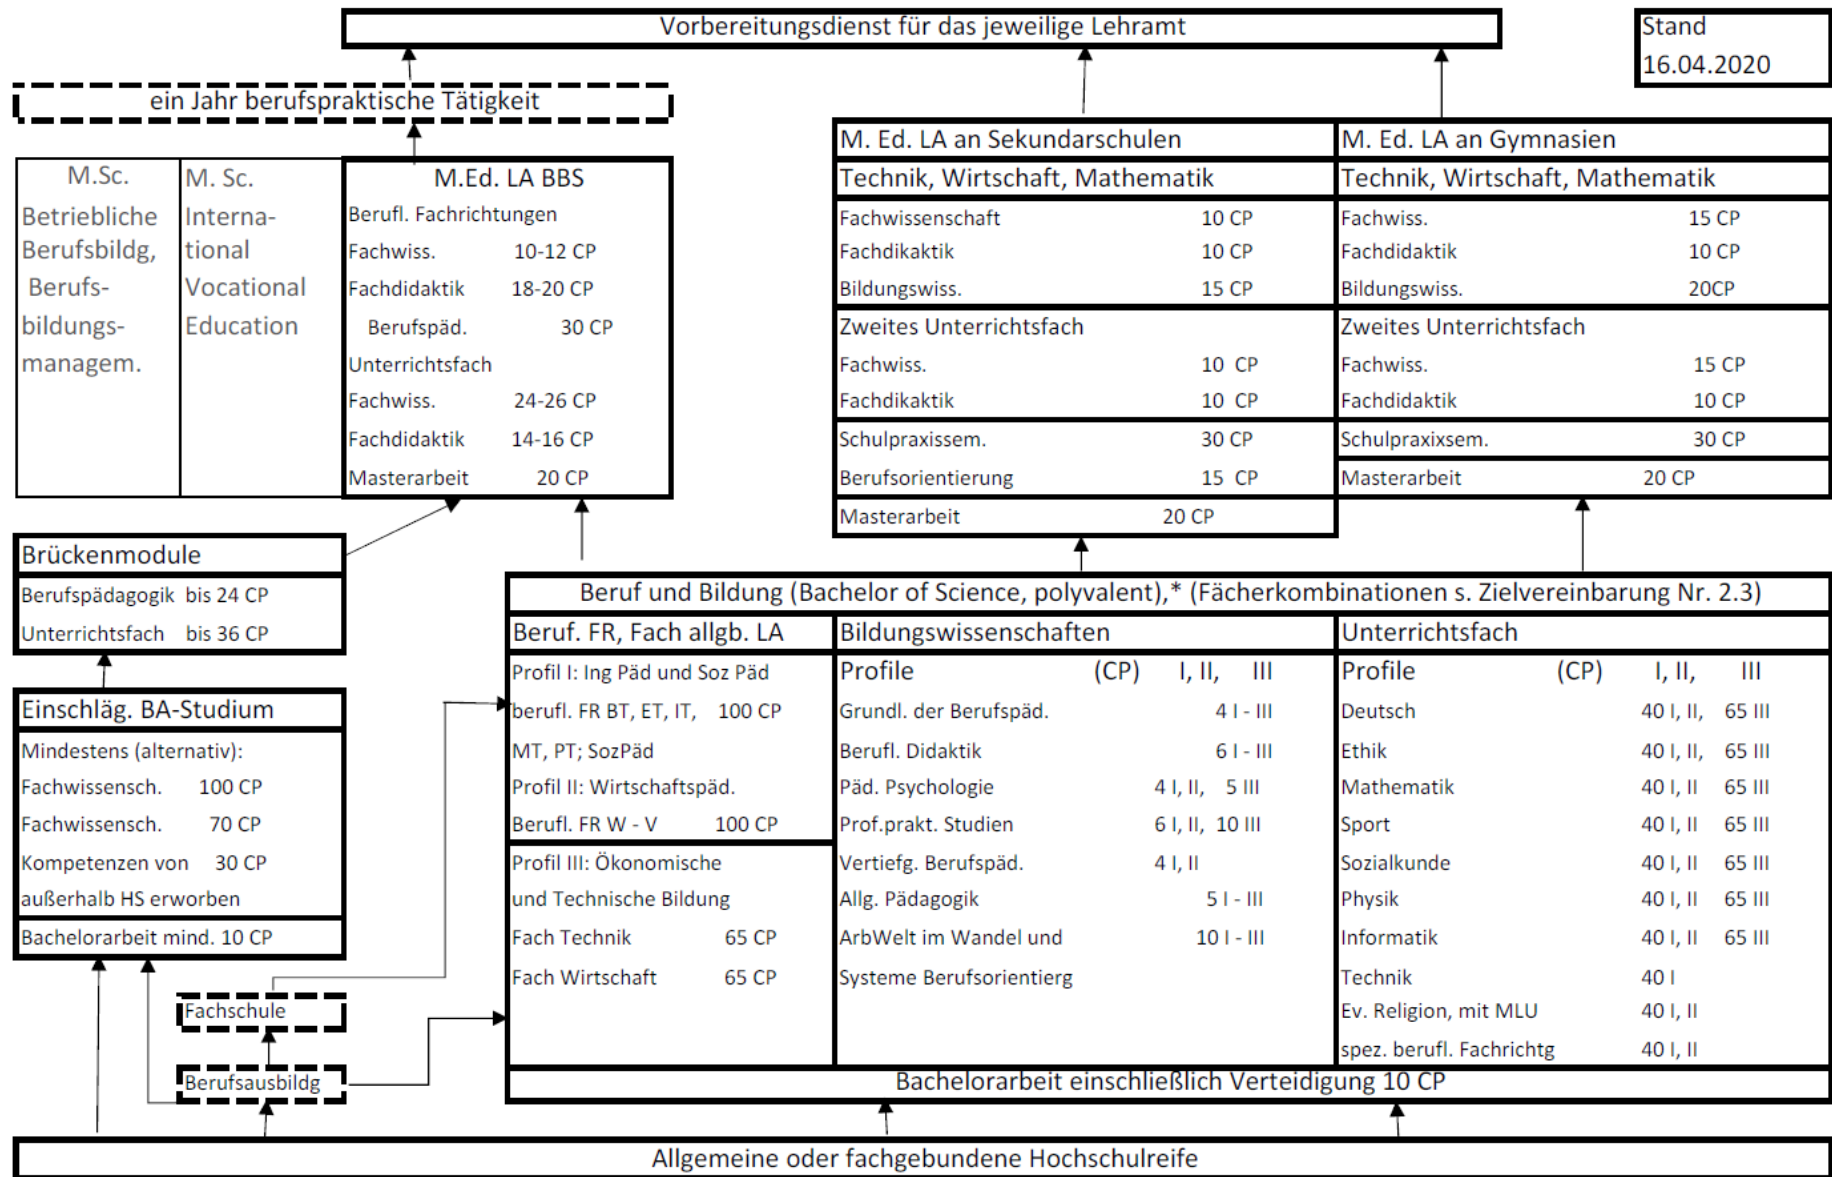 Vorbereitungsdienst für das jeweilige Lehramt
Stand
16.04.2020
ein Jahr berufspraktische Tätigkeit
M.Sc.
Betriebliche
Berufsbildg,
Berufs-
bildungs-
managem.
M. Sc.
Interna-
tional
Vocational
Education
M.Ed. LA BBS
Berufl. Fachrichtungen
Fachwiss. 10-12 CP
Fachdidaktik 18-20 CP
Berufspäd. 30 CP
Unterrichtsfach
Fachwiss. 24-26 CP
Fachdidaktik 14-16 CP
Masterarbeit 20 CP
M. Ed. LA an Sekundarschulen
Technik, Wirtschaft, Mathematik
Fachwissenschaft 10 CP
Fachdikaktik 10 CP
Bildungswiss. 15 CP
Zweites Unterrichtsfach
Fachwiss. 10 CP
Fachdikaktik 10 CP
Schulpraxissem. 30 CP
Berufsorientierung 15 CP
Masterarbeit 20 CP
M. Ed. LA an Gymnasien
Technik, Wirtschaft, Mathematik
Fachwiss. 15 CP
Fachdidaktik 10 CP
Bildungswiss. 20CP
Zweites Unterrichtsfach
Fachwiss. 15 CP
Fachdidaktik 10 CP
Schulpraxixsem. 30 CP
Masterarbeit 20 CP
Brückenmodule
Berufspädagogik bis 24 CP
Unterrichtsfach bis 36 CP
Einschläg. BA-Studium
Mindestens (alternativ):
Fachwissensch. 100 CP
Fachwissensch. 70 CP
Kompetenzen von 30 CP
außerhalb HS erworben
Bachelorarbeit mind. 10 CP
Fachschule
Berufsausbildg
Beruf und Bildung (Bachelor of Science, polyvalent),* (Fächerkombinationen s. Zielvereinbarung Nr. 2.3)
Beruf. FR, Fach allgb. LA
Profil I: Ing Päd und Soz Päd
berufl. FR BT, ET, IT, 100 CP
MT, PT; SozPäd
Profil II: Wirtschaftspäd.
Berufl. FR W - V 100 CP
Profil III: Ökonomische
und Technische Bildung
Fach Technik 65 CP
Fach Wirtschaft 65 CP
Bildungswissenschaften
Profile (CP) I, II, III
Grundl. der Berufspäd. 4 I - III
Berufl. Didaktik 6 I - III
Päd. Psychologie 4 I, II, 5 III
Prof.prakt. Studien 6 I, II, 10 III
Vertiefg. Berufspäd. 4 I, II
Allg. Pädagogik 5 I - III
ArbWelt im Wandel und 10 I - III
Systeme Berufsorientierg
Unterrichtsfach
Profile (CP) I, II, III
Deutsch 40 I, II, 65 III
Ethik 40 I, II, 65 III
Mathematik 40 I, II 65 III
Sport 40 I, II 65 III
Sozialkunde 40 I, II 65 III
Physik 40 I, II 65 III
Informatik 40 I, II 65 III
Technik 40 I
Ev. Religion, mit MLU 40 I, II
spez. berufl. Fachrichtg 40 I, II
Bachelorarbeit einschließlich Verteidigung 10 CP
Allgemeine oder fachgebundene Hochschulreife